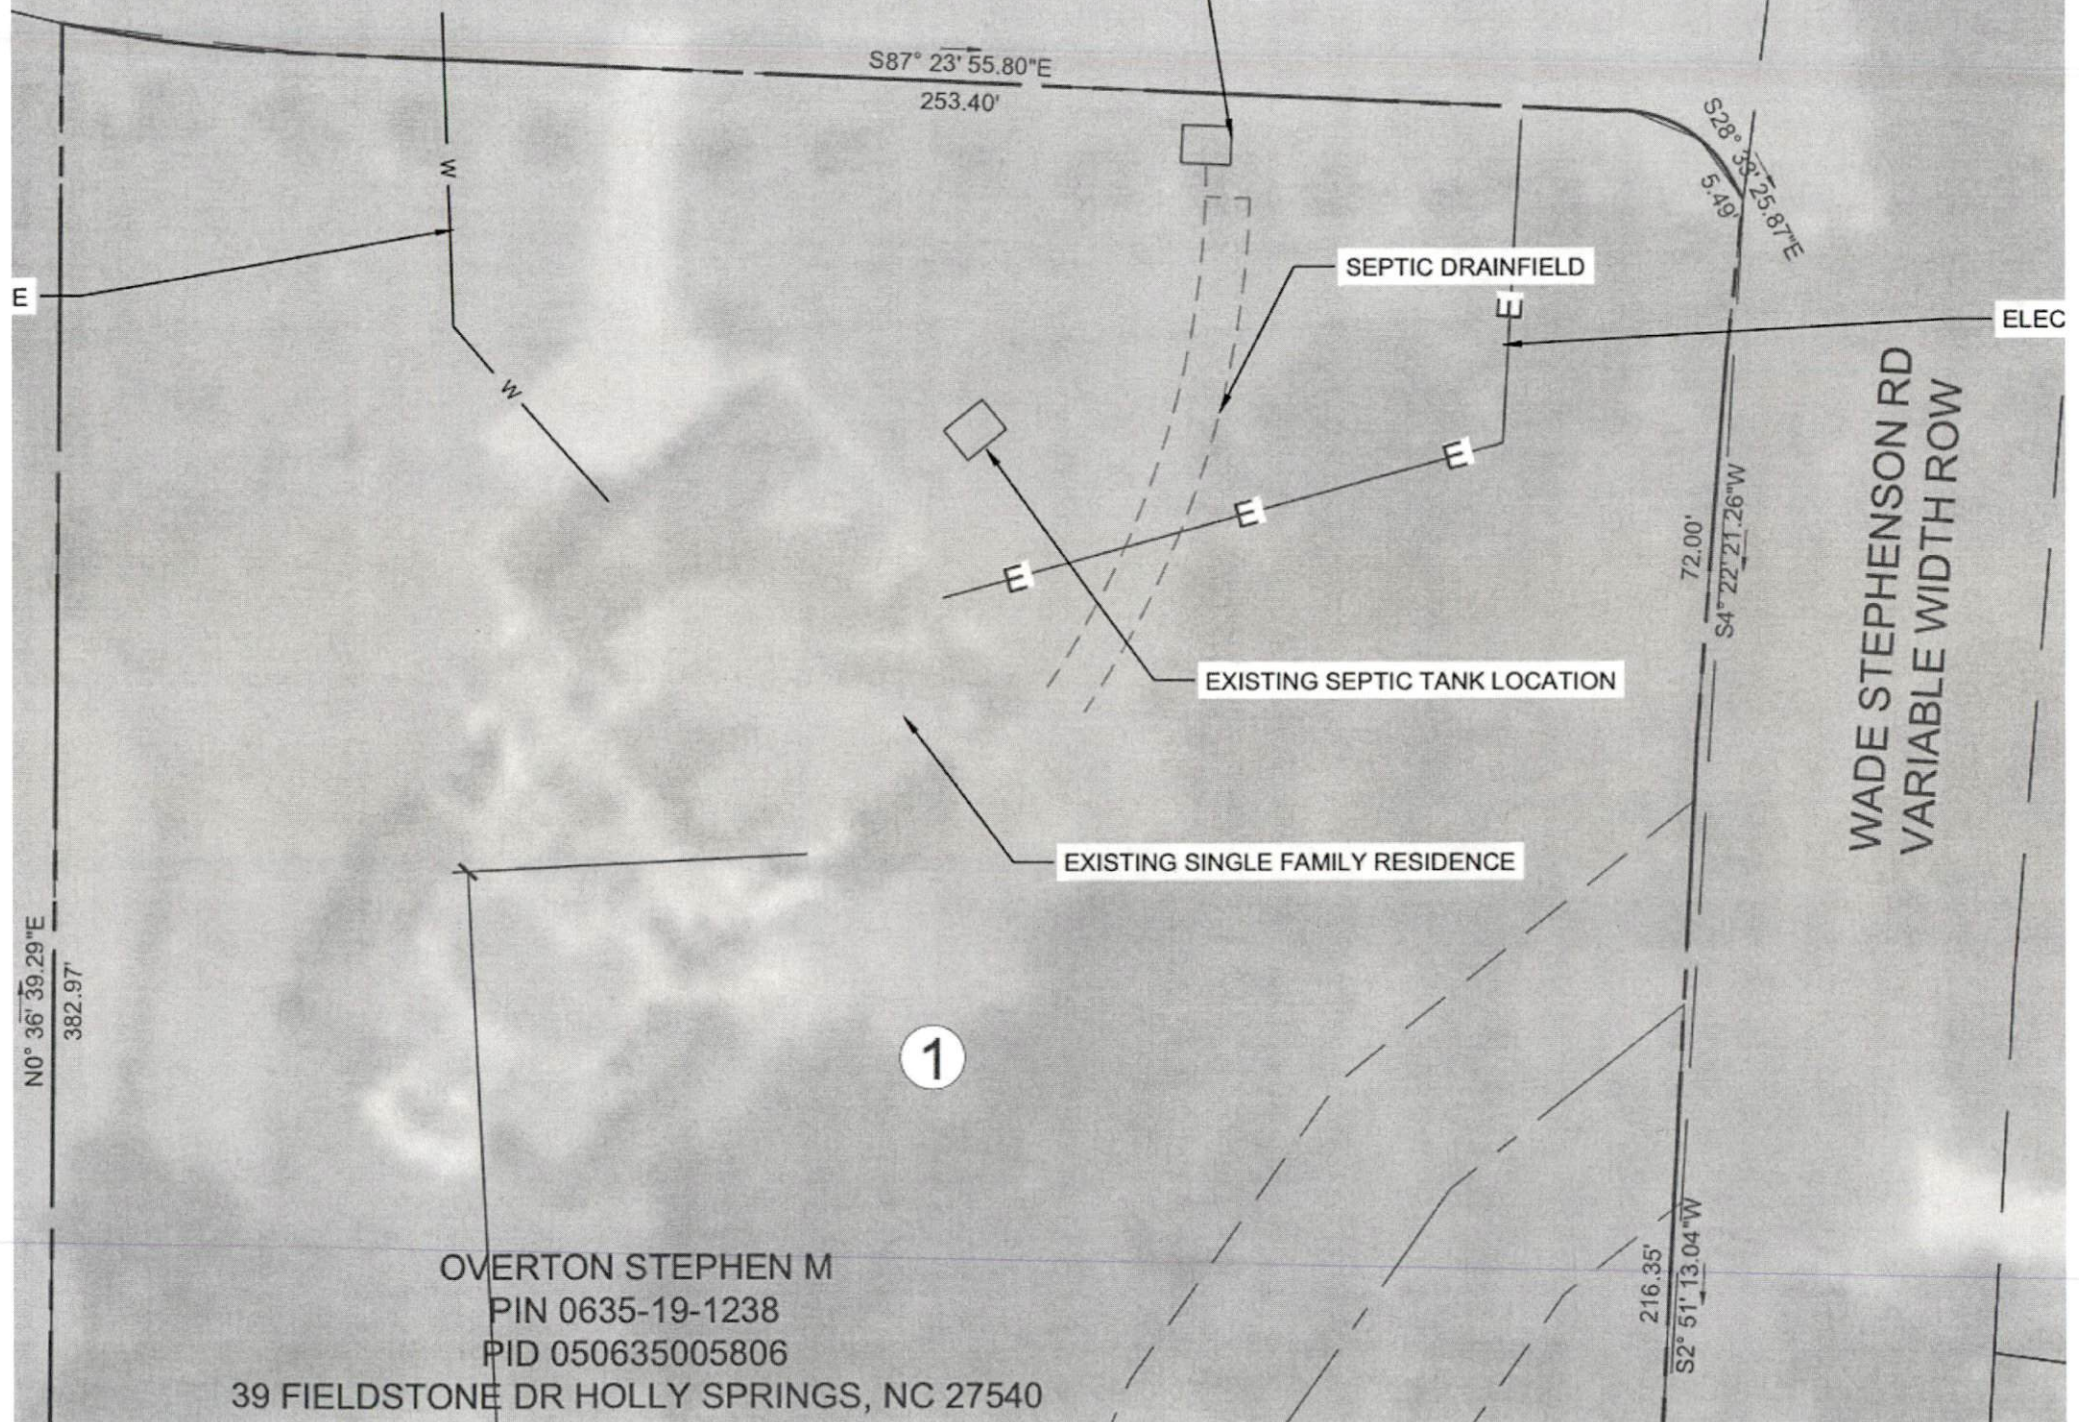 S87° 23' 55.80"E
253.40'
S28° 33' 25.87"E
5.49'
W
W
E
SEPTIC DRAINFIELD
E
ELEC
E
E
E
72.00'
S4° 22' 21.26"W
WADE STEPHENSON RD
VARIABLE WIDTH ROW
EXISTING SEPTIC TANK LOCATION
EXISTING SINGLE FAMILY RESIDENCE
N0° 36' 39.29"E
382.97'
1
216.35'
S2° 51' 13.04"W
OVERTON STEPHEN M
PIN 0635-19-1238
PID 050635005806
39 FIELDSTONE DR HOLLY SPRINGS, NC 27540